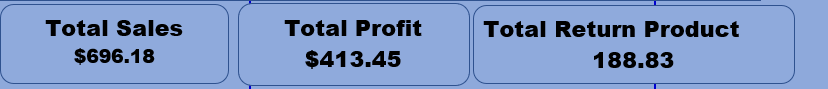 Total Sales
$696.18
Total Profit
$413.45
Total Return Product
188.83